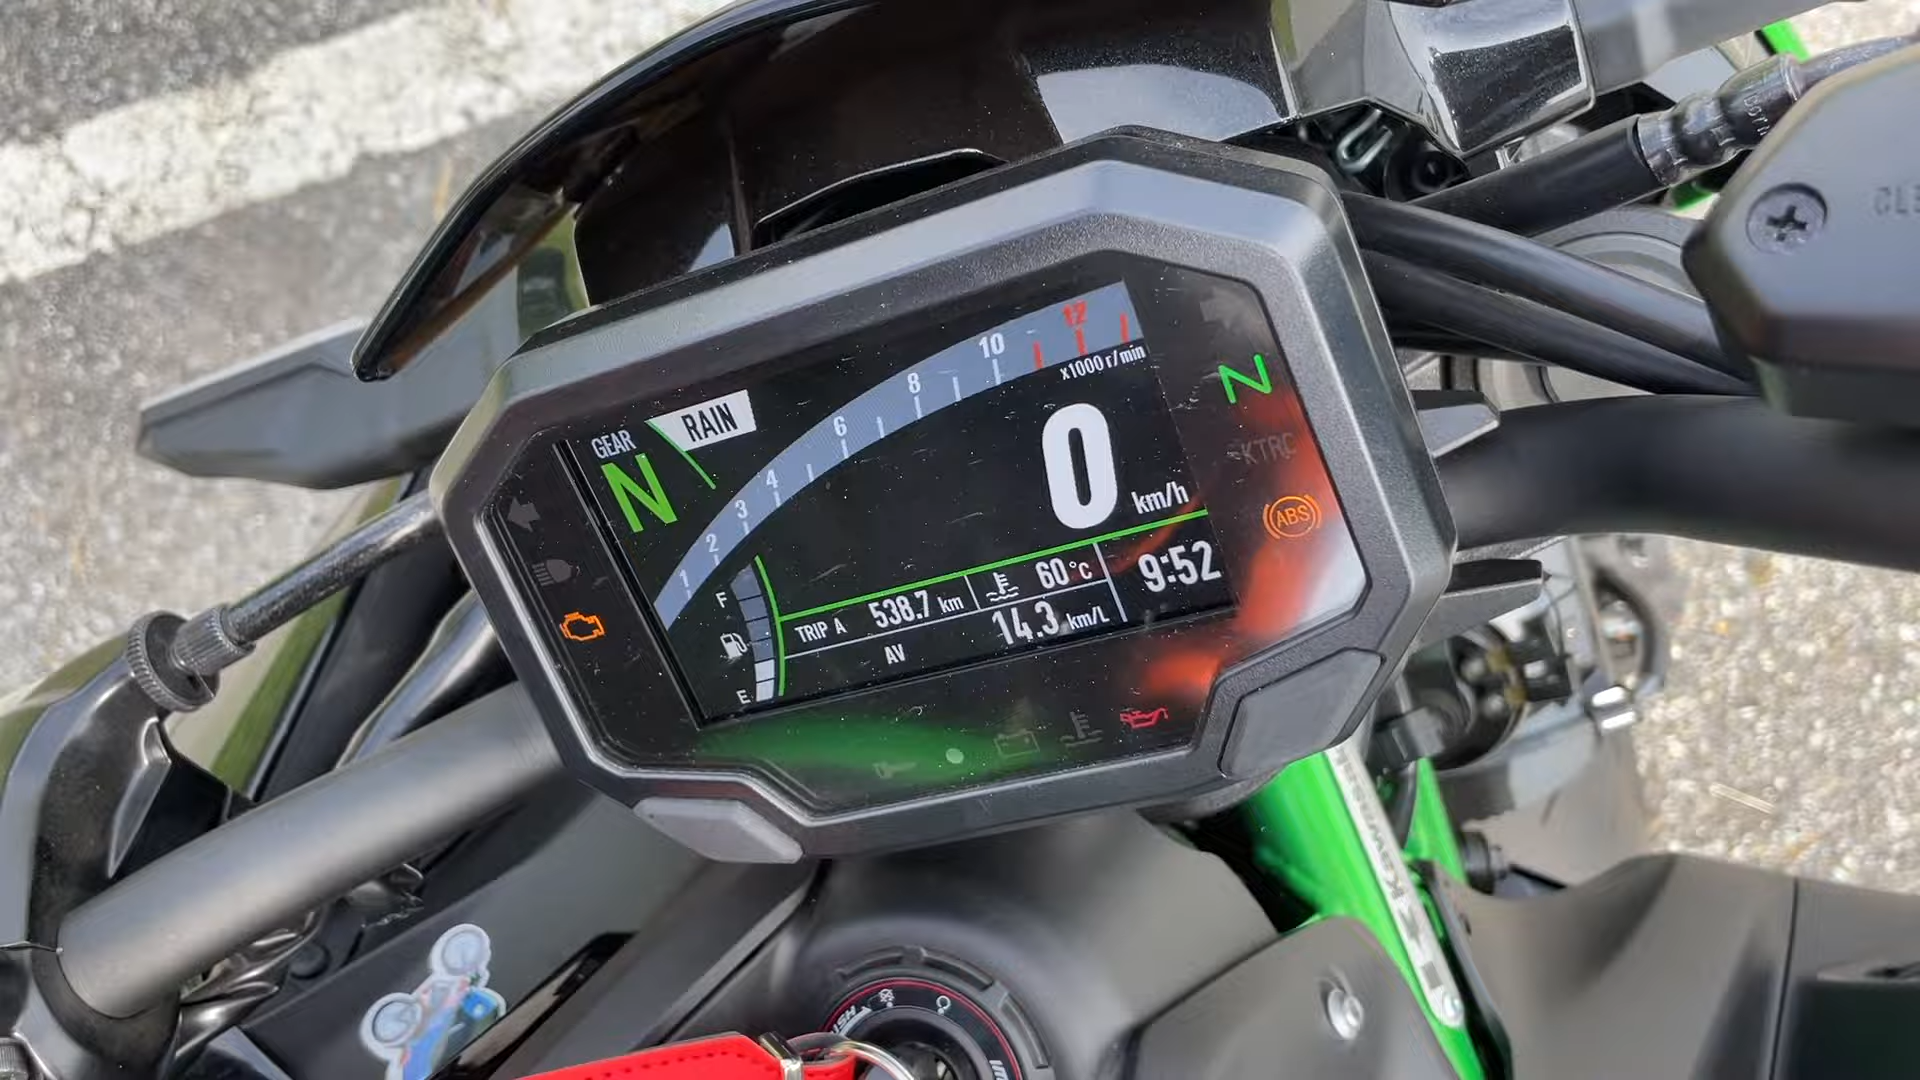 12
10
x1000 r/min
8
6
4
3
2
1
RAIN
GEAR
N
0
km/h
N
KTRC
ABS
F
E
TRIP A 538.7 km
60 °C
9:52
AV 14.3 km/L